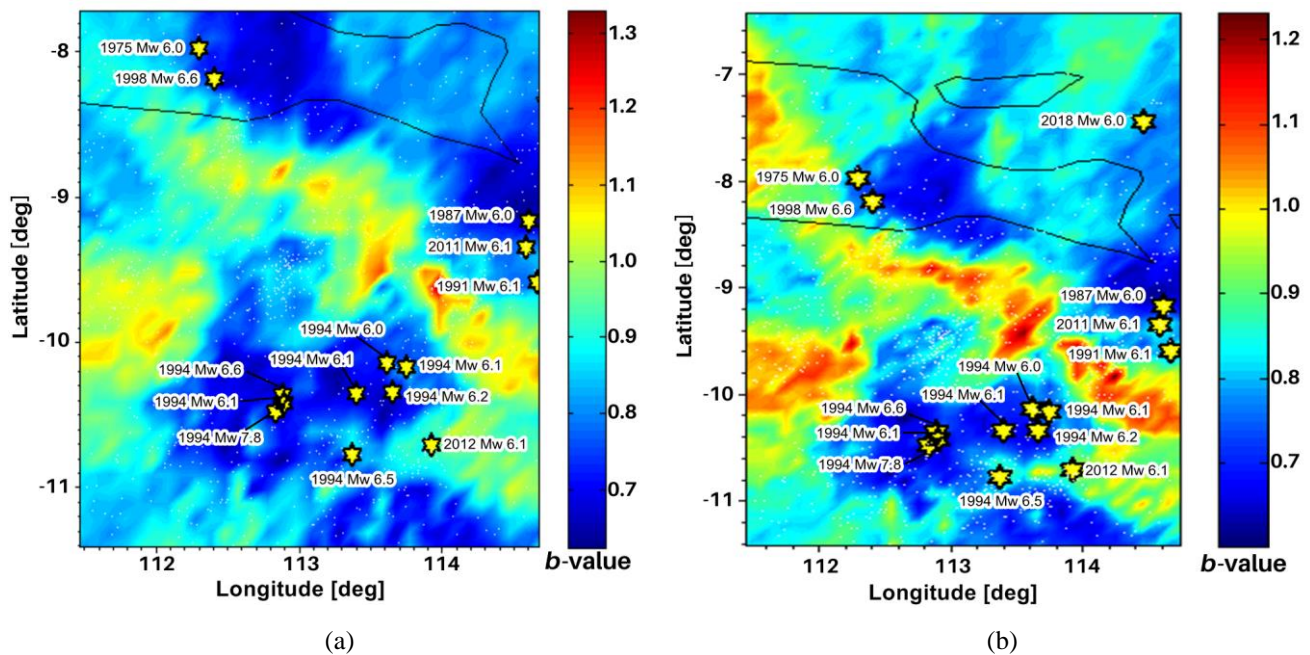 1975 Mw 6.0
1998 Mw 6.6
1987 Mw 6.0
2011 Mw 6.1
1991 Mw 6.1
1994 Mw 6.0
1994 Mw 6.1
1994 Mw 6.1
1994 Mw 6.6
1994 Mw 6.2
1994 Mw 6.1
1994 Mw 7.8
2012 Mw 6.1
1994 Mw 6.5
-8
-9
-10
-11
Latitude [deg]
112
113
114
Longitude [deg]
1.3
1.2
1.1
1.0
0.9
0.8
0.7
b-value
(a)
2018 Mw 6.0
1975 Mw 6.0
1998 Mw 6.6
1987 Mw 6.0
2011 Mw 6.1
1991 Mw 6.1
1994 Mw 6.0
1994 Mw 6.1
1994 Mw 6.6
1994 Mw 6.1
1994 Mw 6.1
1994 Mw 6.2
1994 Mw 7.8
2012 Mw 6.1
1994 Mw 6.5
-7
-8
-9
-10
-11
Latitude [deg]
112
113
114
Longitude [deg]
1.2
1.1
1.0
0.9
0.8
0.7
b-value
(b)